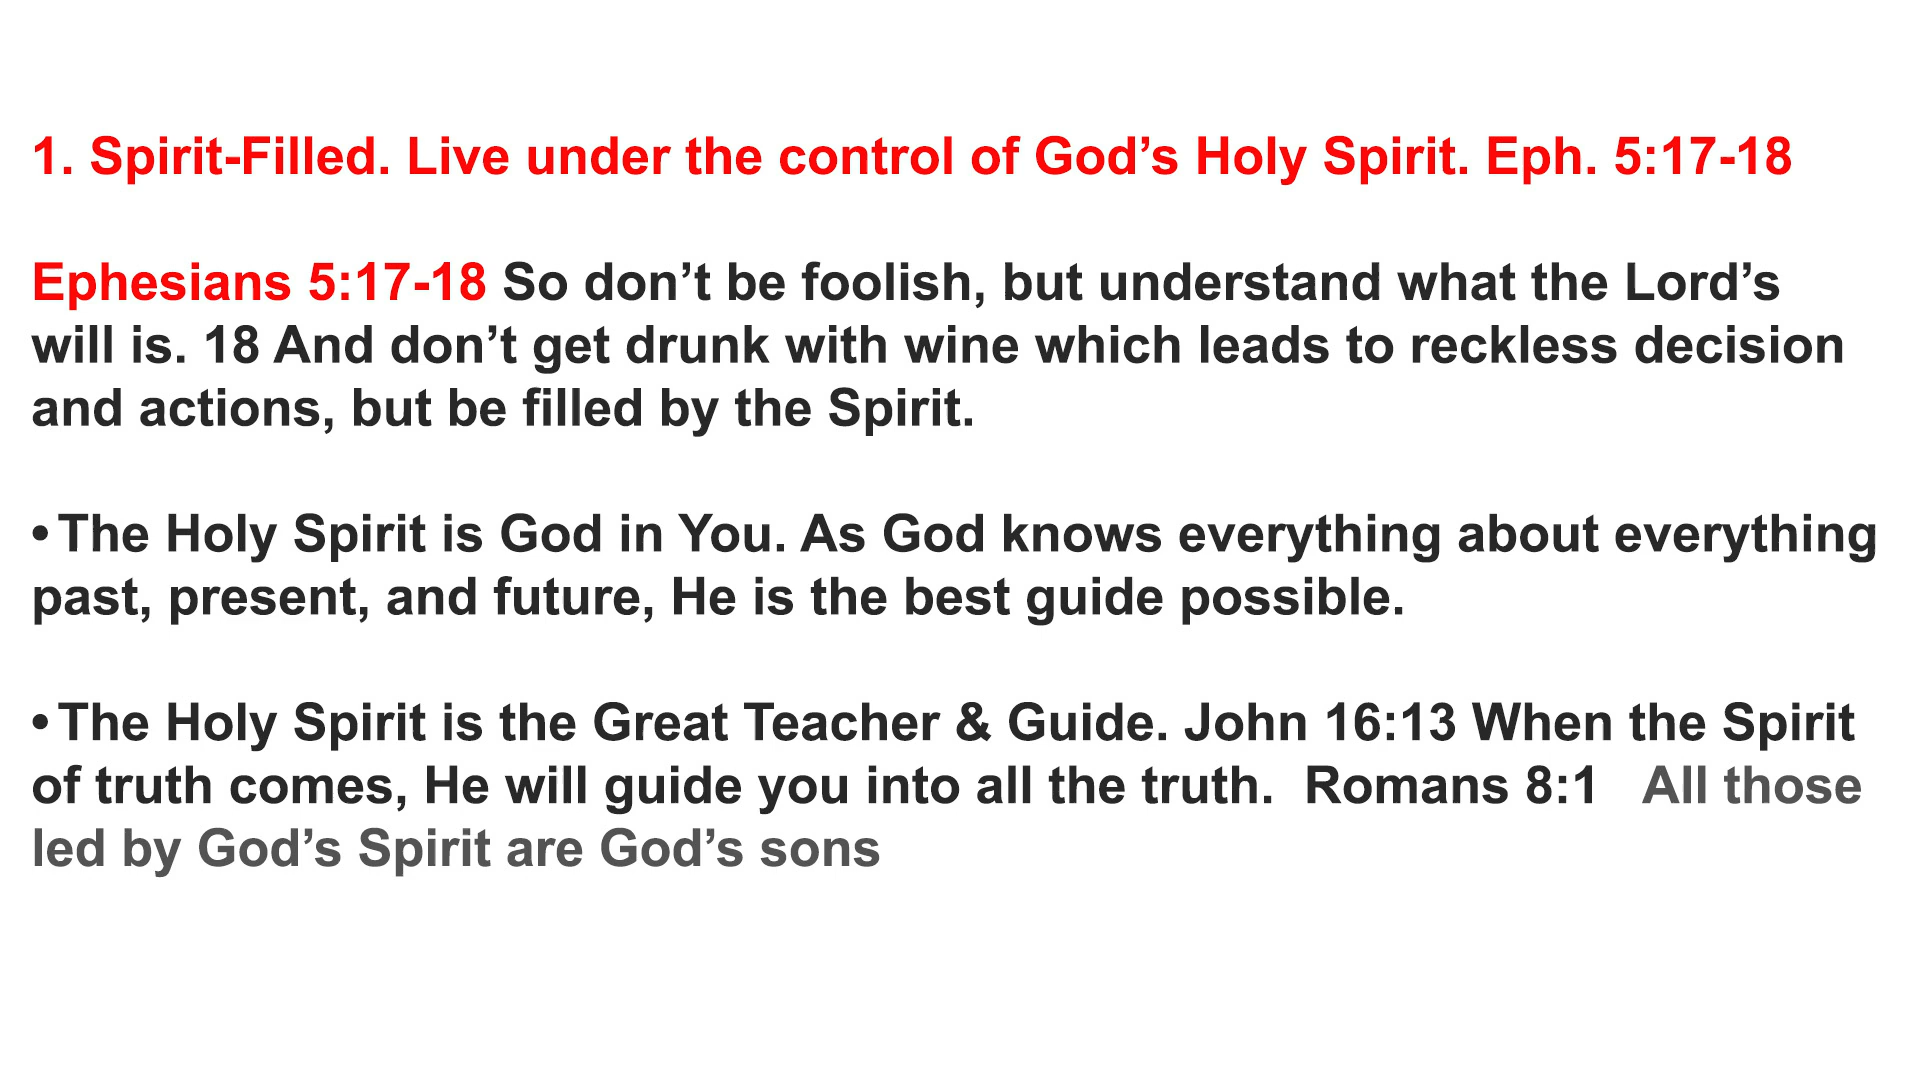 1. Spirit-Filled. Live under the control of God’s Holy Spirit. Eph. 5:17-18
Ephesians 5:17-18 So don’t be foolish, but understand what the Lord’s
will is. 18 And don’t get drunk with wine which leads to reckless decision
and actions, but be filled by the Spirit.
• The Holy Spirit is God in You. As God knows everything about everything
past, present, and future, He is the best guide possible.
• The Holy Spirit is the Great Teacher & Guide. John 16:13 When the Spirit
of truth comes, He will guide you into all the truth.  Romans 8:1   All those
led by God’s Spirit are God’s sons